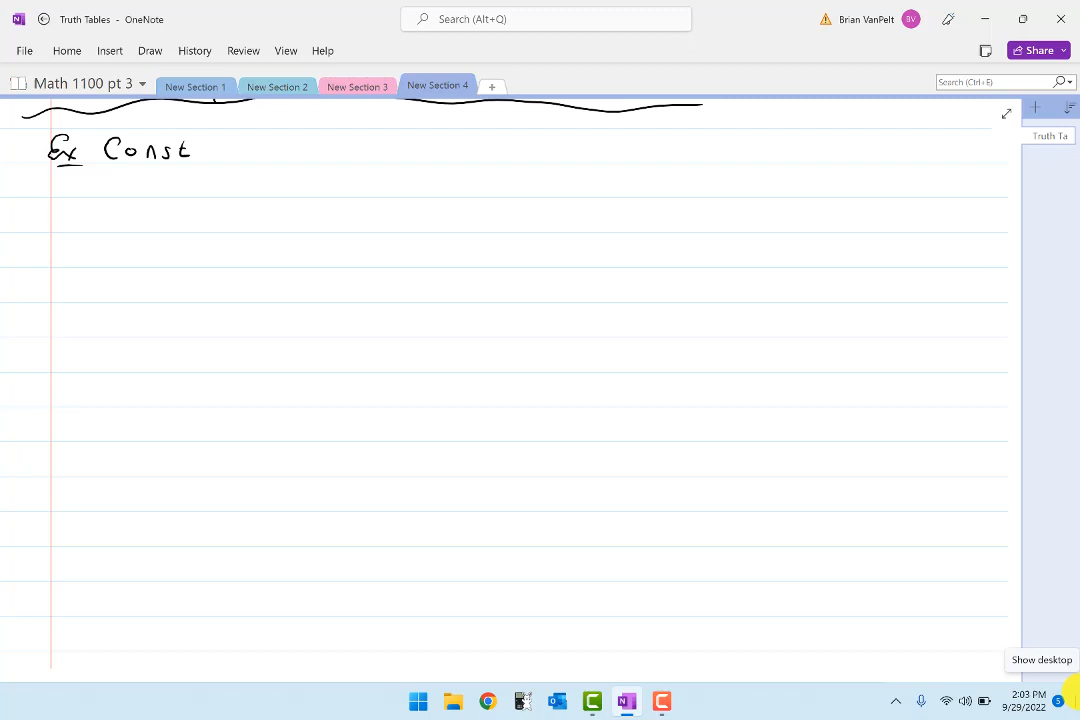 Truth Tables - OneNote
Search (Alt+Q)
Brian VanPelt
BV
File Home Insert Draw History Review View Help
Share
Math 1100 pt 3
New Section 1
New Section 2
New Section 3
New Section 4
+
Search (Ctrl+E)
Truth Ta
Ex Const
Show desktop
2:03 PM
9/29/2022
5